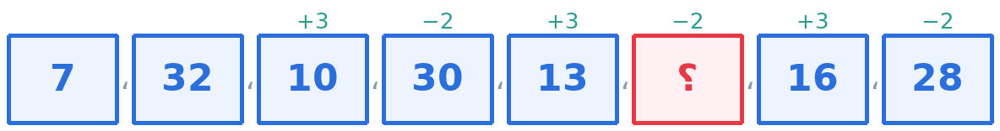 +3 −2 +3 −2 +3 −2
7, 32, 10, 30, 13, ?, 16, 28